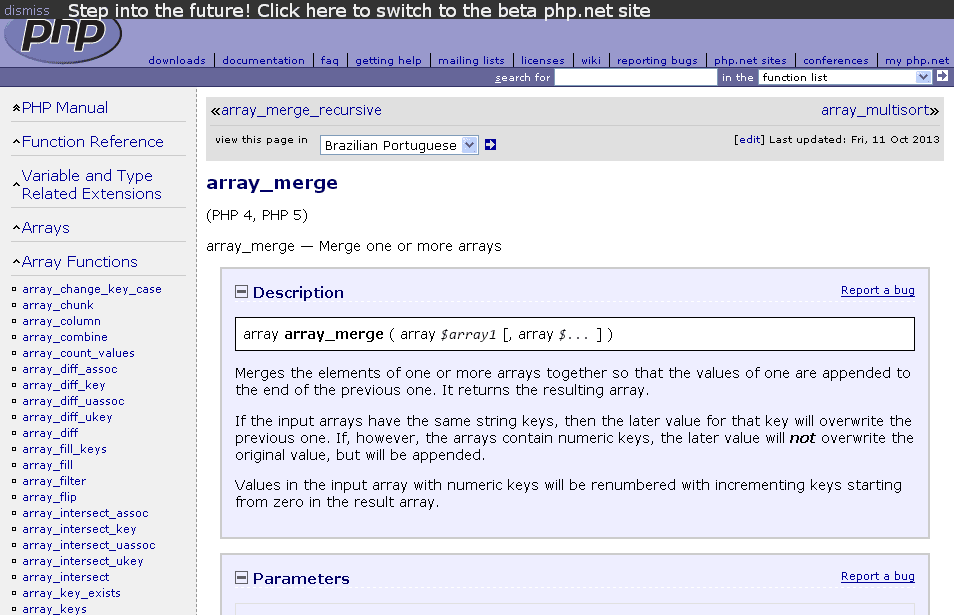 dismiss Step into the future! Click here to switch to the beta php.net site
php
downloads | documentation | faq | getting help | mailing lists | licenses | wiki | reporting bugs | php.net sites | conferences | my php.net
search for in the function list
PHP Manual
Function Reference
Variable and Type
Related Extensions
Arrays
Array Functions
array_change_key_case
array_chunk
array_column
array_combine
array_count_values
array_diff_assoc
array_diff_key
array_diff_uassoc
array_diff_ukey
array_diff
array_fill_keys
array_fill
array_filter
array_flip
array_intersect_assoc
array_intersect_key
array_intersect_uassoc
array_intersect_ukey
array_intersect
array_key_exists
array_keys
«array_merge_recursive array_multisort»
view this page in Brazilian Portuguese [edit] Last updated: Fri, 11 Oct 2013
array_merge
(PHP 4, PHP 5)
array_merge — Merge one or more arrays
Description Report a bug
array array_merge ( array $array1 [, array $... ] )
Merges the elements of one or more arrays together so that the values of one are appended to
the end of the previous one. It returns the resulting array.
If the input arrays have the same string keys, then the later value for that key will overwrite the
previous one. If, however, the arrays contain numeric keys, the later value will not overwrite the
original value, but will be appended.
Values in the input array with numeric keys will be renumbered with incrementing keys starting
from zero in the result array.
Parameters Report a bug